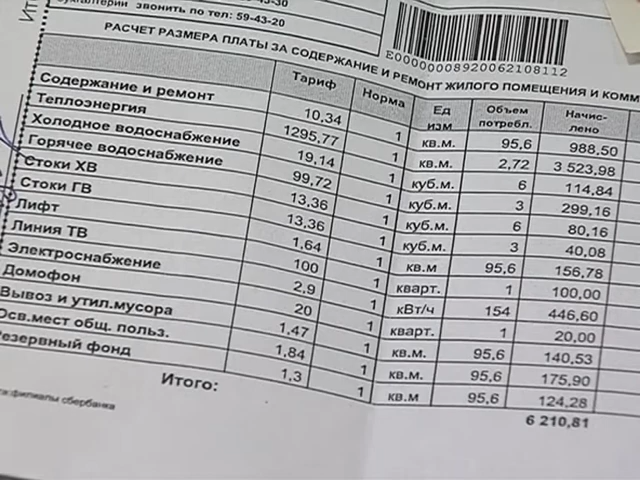 звонить по тел: 59-43-20
E00000008920062108112
РАСЧЕТ РАЗМЕРА ПЛАТЫ ЗА СОДЕРЖАНИЕ И РЕМОНТ ЖИЛОГО ПОМЕЩЕНИЯ И КОММ
Тариф Норма Ед изм Объем потребл. Начис- лено
Содержание и ремонт 10,34 1 кв.м. 95,6 988,50
Теплоэнергия 1295,77 1 кв.м. 2,72 3 523,98
Холодное водоснабжение 19,14 1 куб.м. 6 114,84
Горячее водоснабжение 99,72 1 куб.м. 3 299,16
Стоки ХВ 13,36 1 куб.м. 6 80,16
Стоки ГВ 13,36 1 куб.м. 3 40,08
Лифт 1,64 1 кв.м 95,6 156,78
Линия ТВ 100 1 кварт. 1 100,00
Электроснабжение 2,9 1 кВт/ч 154 446,60
Домофон 20 1 кварт. 1 20,00
Вывоз и утил.мусора 1,47 1 кв.м. 95,6 140,53
Осв.мест общ. польз. 1,84 1 кв.м. 95,6 175,90
Резервный фонд 1,3 1 кв.м 95,6 124,28
Итого: 6 210,81
филиалы сбербанка